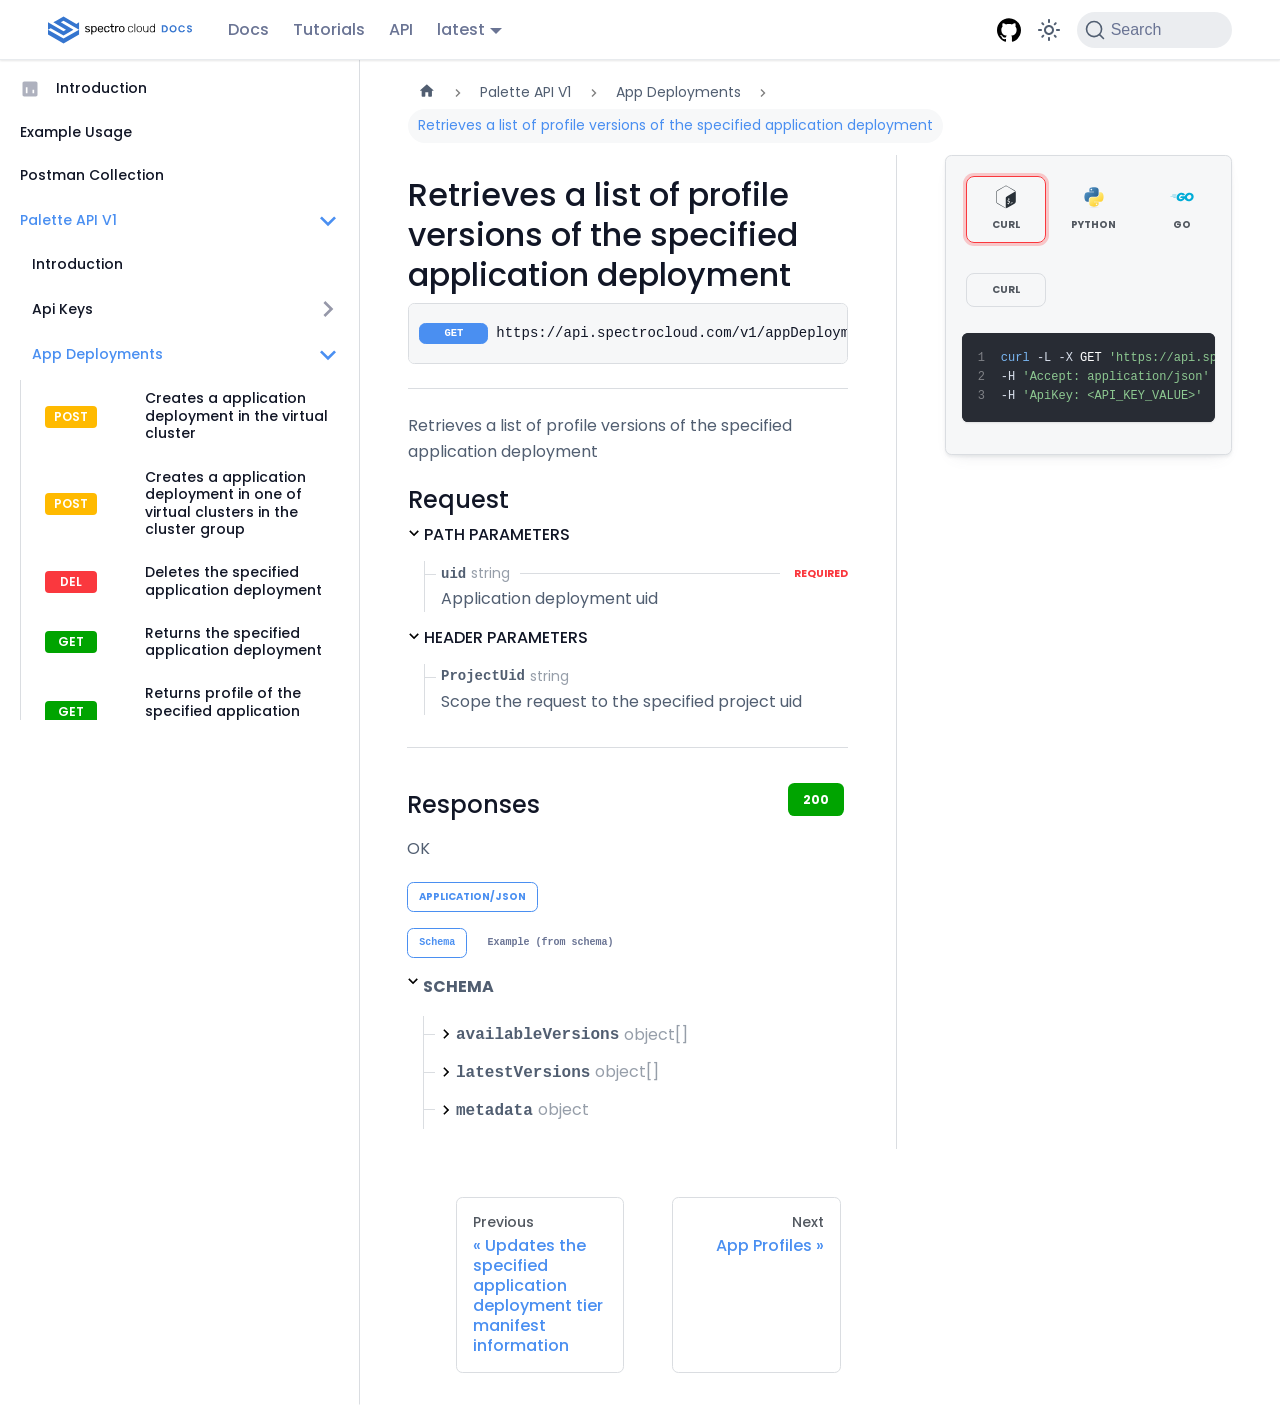 spectro cloud DOCS
Docs
Tutorials
API
latest
Search
Introduction
Example Usage
Postman Collection
Palette API V1
Introduction
Api Keys
App Deployments
POST
Creates a application
deployment in the virtual
cluster
POST
Creates a application
deployment in one of
virtual clusters in the
cluster group
DEL
Deletes the specified
application deployment
GET
Returns the specified
application deployment
GET
Returns profile of the
specified application
Palette API V1
App Deployments
Retrieves a list of profile versions of the specified application deployment
Retrieves a list of profile
versions of the specified
application deployment
GET https://api.spectrocloud.com/v1/appDeploym
Retrieves a list of profile versions of the specified
application deployment
Request
PATH PARAMETERS
uid string REQUIRED
Application deployment uid
HEADER PARAMETERS
ProjectUid string
Scope the request to the specified project uid
Responses
200
OK
APPLICATION/JSON
Schema
Example (from schema)
SCHEMA
availableVersions object[]
latestVersions object[]
metadata object
CURL
PYTHON
GO
CURL
1 curl -L -X GET 'https://api.sp
2 -H 'Accept: application/json'
3 -H 'ApiKey: <API_KEY_VALUE>'
Previous
« Updates the
specified
application
deployment tier
manifest
information
Next
App Profiles »